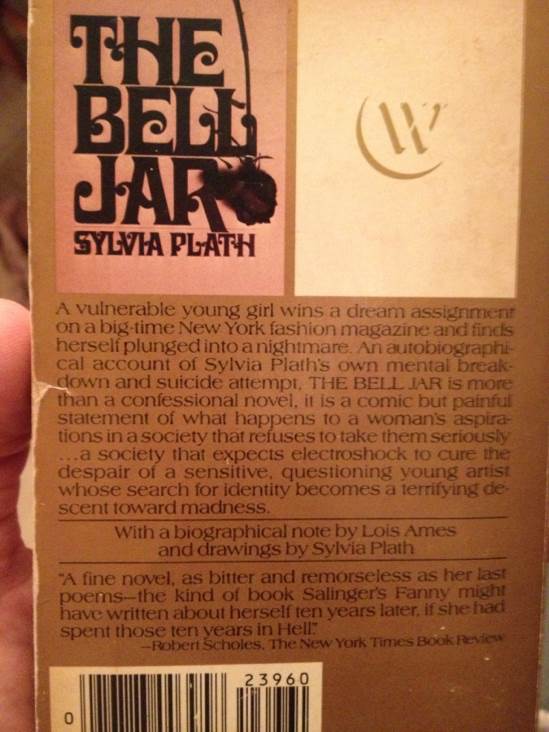 THE
BELL
JAR
SYLVIA PLATH
W
A vulnerable young girl wins a dream assignment
on a big-time New York fashion magazine and finds
herself plunged into a nightmare. An autobiographi-
cal account of Sylvia Plath's own mental break-
down and suicide attempt, THE BELL JAR is more
than a confessional novel, it is a comic but painful
statement of what happens to a woman's aspira-
tions in a society that refuses to take them seriously
...a society that expects electroshock to cure the
despair of a sensitive, questioning young artist
whose search for identity becomes a terrifying de-
scent toward madness.
With a biographical note by Lois Ames
and drawings by Sylvia Plath
"A fine novel, as bitter and remorseless as her last
poems—the kind of book Salinger's Fanny might
have written about herself ten years later, if she had
spent those ten years in Hell."
—Robert Scholes, The New York Times Book Review
23960
0